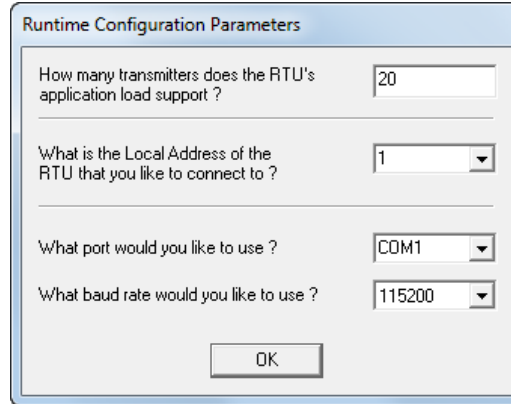 Runtime Configuration Parameters
How many transmitters does the RTU's
application load support ?
20
What is the Local Address of the
RTU that you like to connect to ?
1
What port would you like to use ?
COM1
What baud rate would you like to use ?
115200
OK